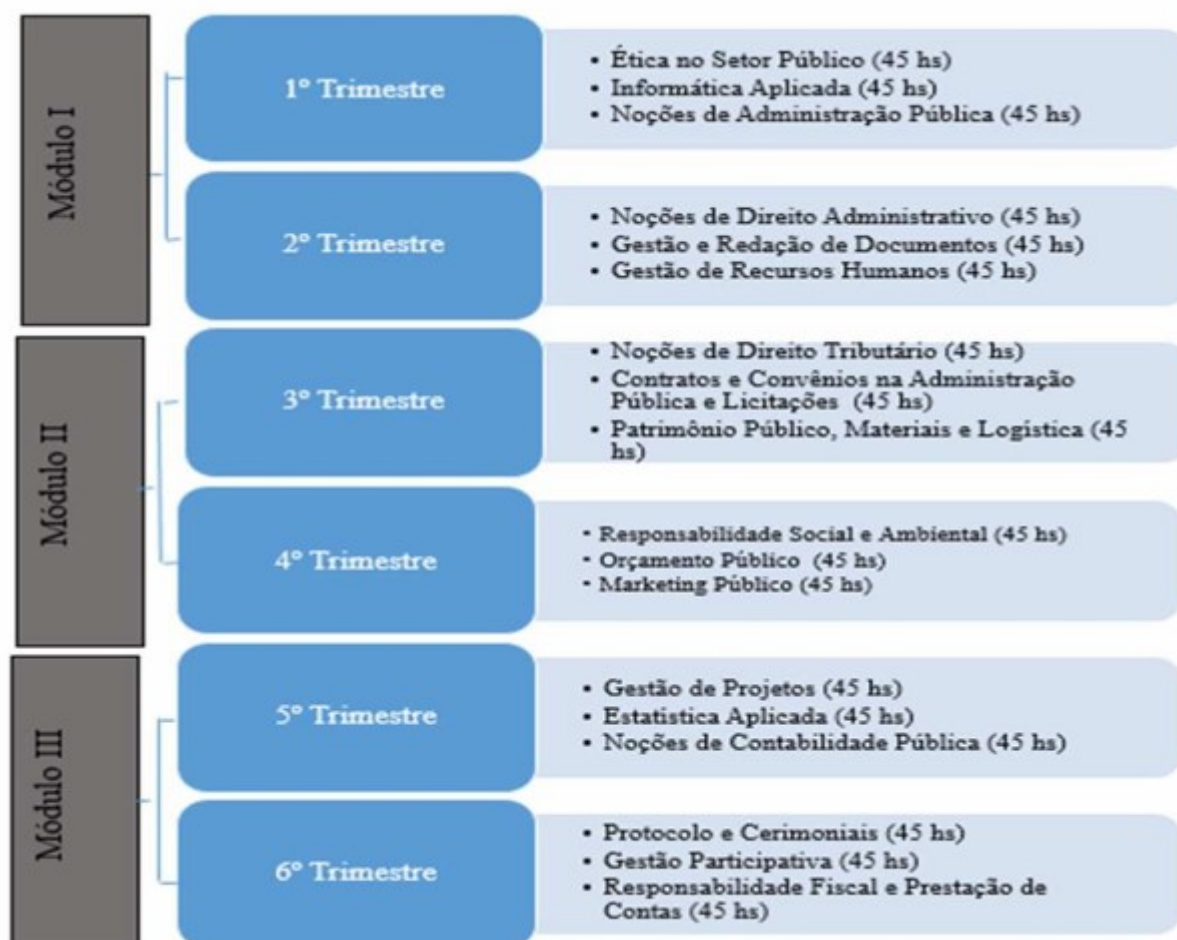 Módulo I
1º Trimestre
• Ética no Setor Público (45 hs)
• Informática Aplicada (45 hs)
• Noções de Administração Pública (45 hs)
2º Trimestre
• Noções de Direito Administrativo (45 hs)
• Gestão e Redação de Documentos (45 hs)
• Gestão de Recursos Humanos (45 hs)
Módulo II
3º Trimestre
• Noções de Direito Tributário (45 hs)
• Contratos e Convênios na Administração
Pública e Licitações (45 hs)
• Patrimônio Público, Materiais e Logística (45
hs)
4º Trimestre
• Responsabilidade Social e Ambiental (45 hs)
• Orçamento Público (45 hs)
• Marketing Público (45 hs)
Módulo III
5º Trimestre
• Gestão de Projetos (45 hs)
• Estatística Aplicada (45 hs)
• Noções de Contabilidade Pública (45 hs)
6º Trimestre
• Protocolo e Cerimoniais (45 hs)
• Gestão Participativa (45 hs)
• Responsabilidade Fiscal e Prestação de
Contas (45 hs)